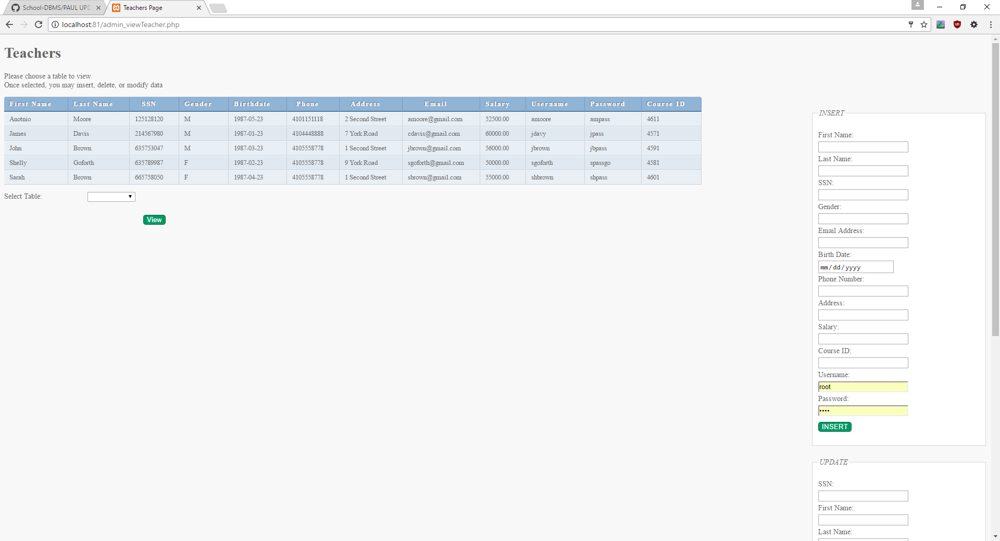 School-DBMS/PAUL UPD
Teachers Page
localhost:81/admin_viewTeacher.php
Teachers
Please choose a table to view
Once selected, you may insert, delete, or modify data
First Name Last Name SSN Gender Birthdate Phone Address Email Salary Username Password Course ID
Anotnio Moore 125128120 M 1987-05-23 4101151118 2 Second Street amoore@gmail.com 52500.00 amoore ampass 4611
James Davis 214567980 M 1987-01-23 4104448888 7 York Road cdavis@gmail.com 60000.00 jdavy jpass 4571
John Brown 635753047 M 1987-03-23 4105558778 1 Second Street jbrown@gmail.com 56000.00 jbrown jbpass 4591
Shelly Goforth 635789987 F 1987-02-23 4105558778 9 York Road sgoforth@gmail.com 50000.00 sgoforth spassgo 4581
Sarah Brown 665758050 F 1987-04-23 4105558778 1 Second Street sbrown@gmail.com 55000.00 shbrown shpass 4601
Select Table:
View
INSERT
First Name:
Last Name:
SSN:
Gender:
Email Address:
Birth Date:
mm/dd/yyyy
Phone Number:
Address:
Salary:
Course ID:
Username:
root
Password:
••••
INSERT
UPDATE
SSN:
First Name:
Last Name: